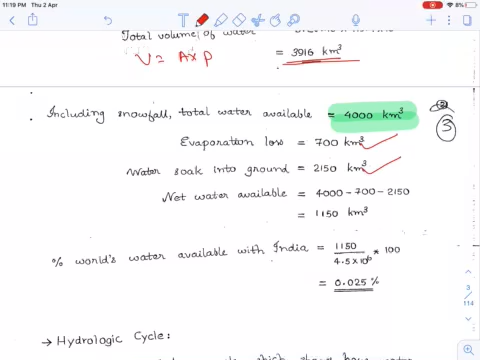 11:19 PM Thu 2 Apr
8%
Total volume of water
= 3916 km³
V = A x P
Including snowfall, total water available = 4000 km³
3
Evaporation loss = 700 km³
Water soak into ground = 2150 km³
Net water available = 4000 - 700 - 2150
= 1150 km³
% world's water available with India = 1150 / 4.5 x 10⁶ * 100
= 0.025 %
3
114
→ Hydrologic Cycle: